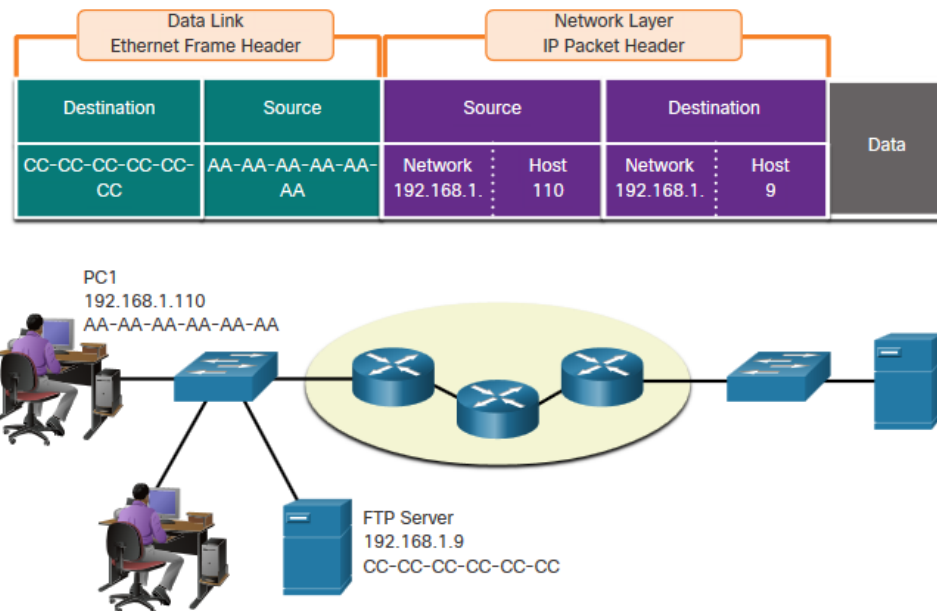 Data Link
Ethernet Frame Header
Network Layer
IP Packet Header
Destination
Source
Source
Destination
Data
CC-CC-CC-CC-CC-
CC
AA-AA-AA-AA-AA-
AA
Network
192.168.1.
Host
110
Network
192.168.1.
Host
9
PC1
192.168.1.110
AA-AA-AA-AA-AA-AA
FTP Server
192.168.1.9
CC-CC-CC-CC-CC-CC